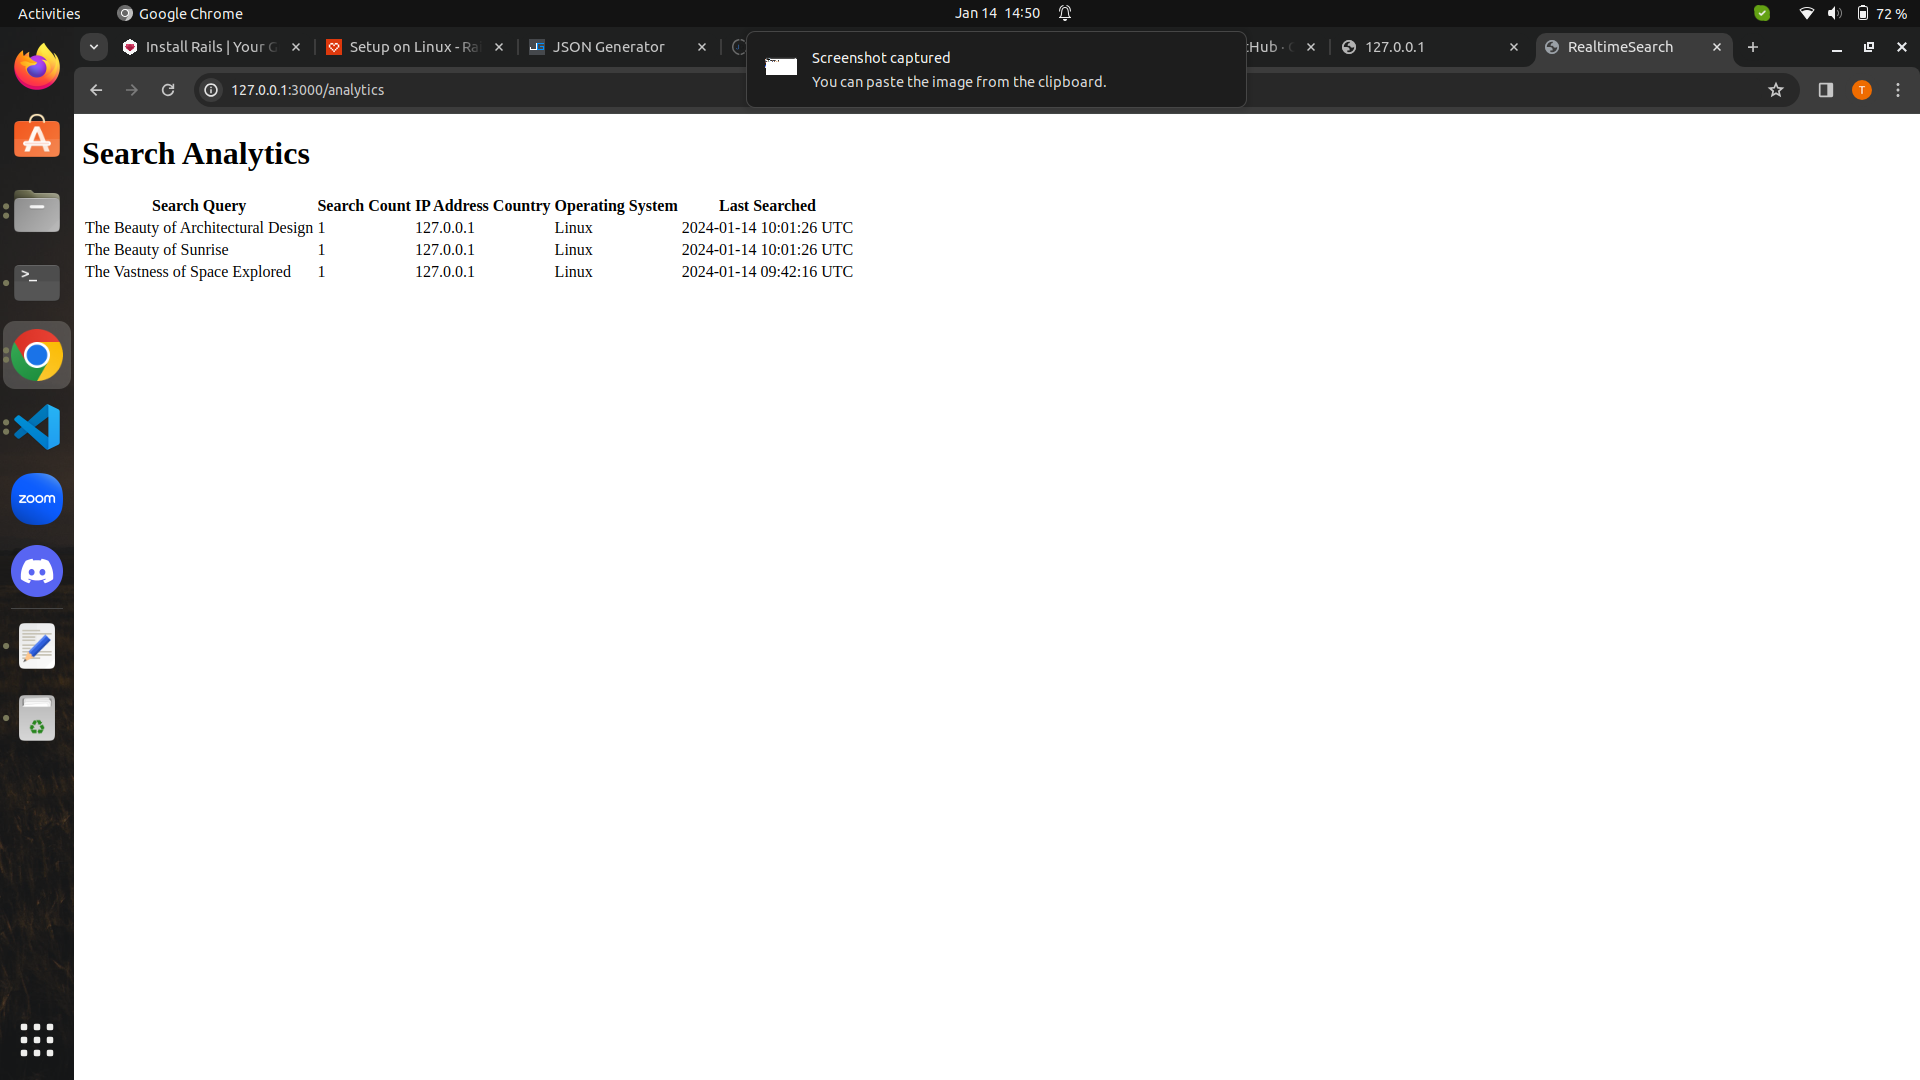 Activities
Google Chrome
Jan 14 14:50
72 %
Install Rails | Your G
Setup on Linux - Rai
JSON Generator
tHub · 
127.0.0.1
RealtimeSearch
Screenshot captured
You can paste the image from the clipboard.
127.0.0.1:3000/analytics
T
Search Analytics
Search Query Search Count IP Address Country Operating System Last Searched
The Beauty of Architectural Design 1 127.0.0.1 Linux 2024-01-14 10:01:26 UTC
The Beauty of Sunrise 1 127.0.0.1 Linux 2024-01-14 10:01:26 UTC
The Vastness of Space Explored 1 127.0.0.1 Linux 2024-01-14 09:42:16 UTC
zoom